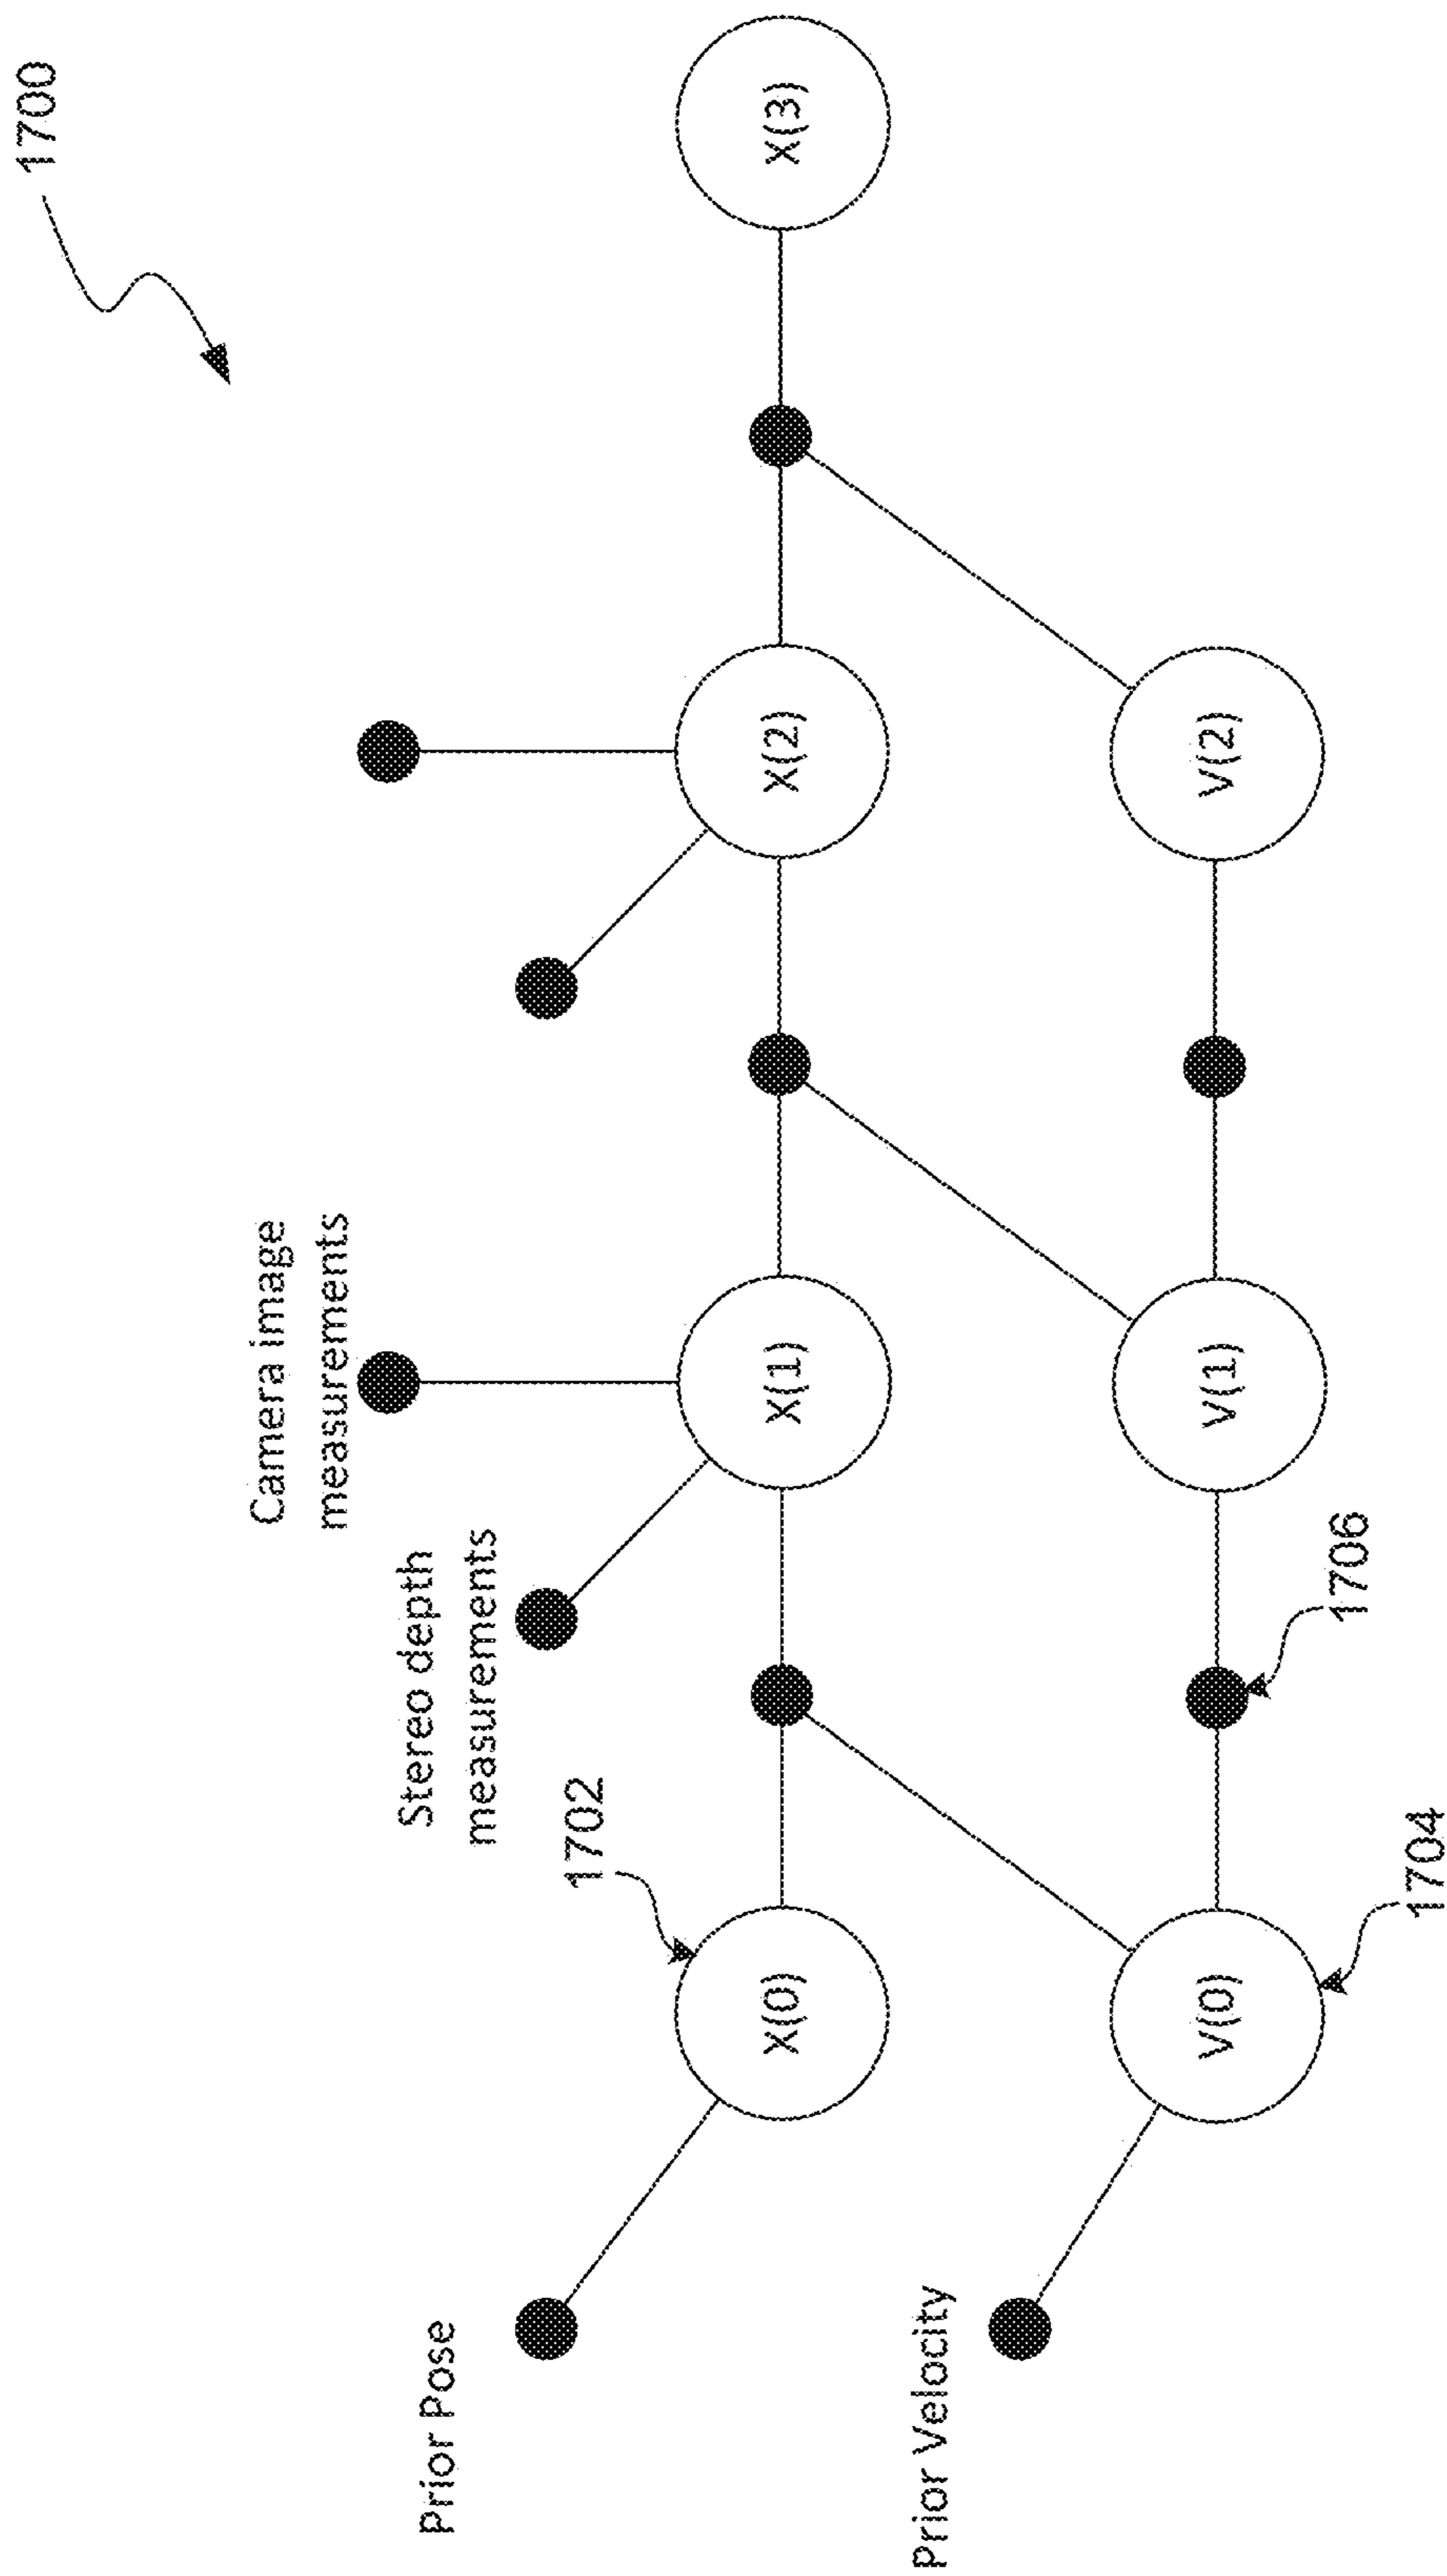 1700
Camera image
measurements
Stereo depth
measurements
1702
Prior Pose
X(0)
X(1)
X(2)
X(3)
Prior Velocity
V(0)
V(1)
V(2)
1706
1704